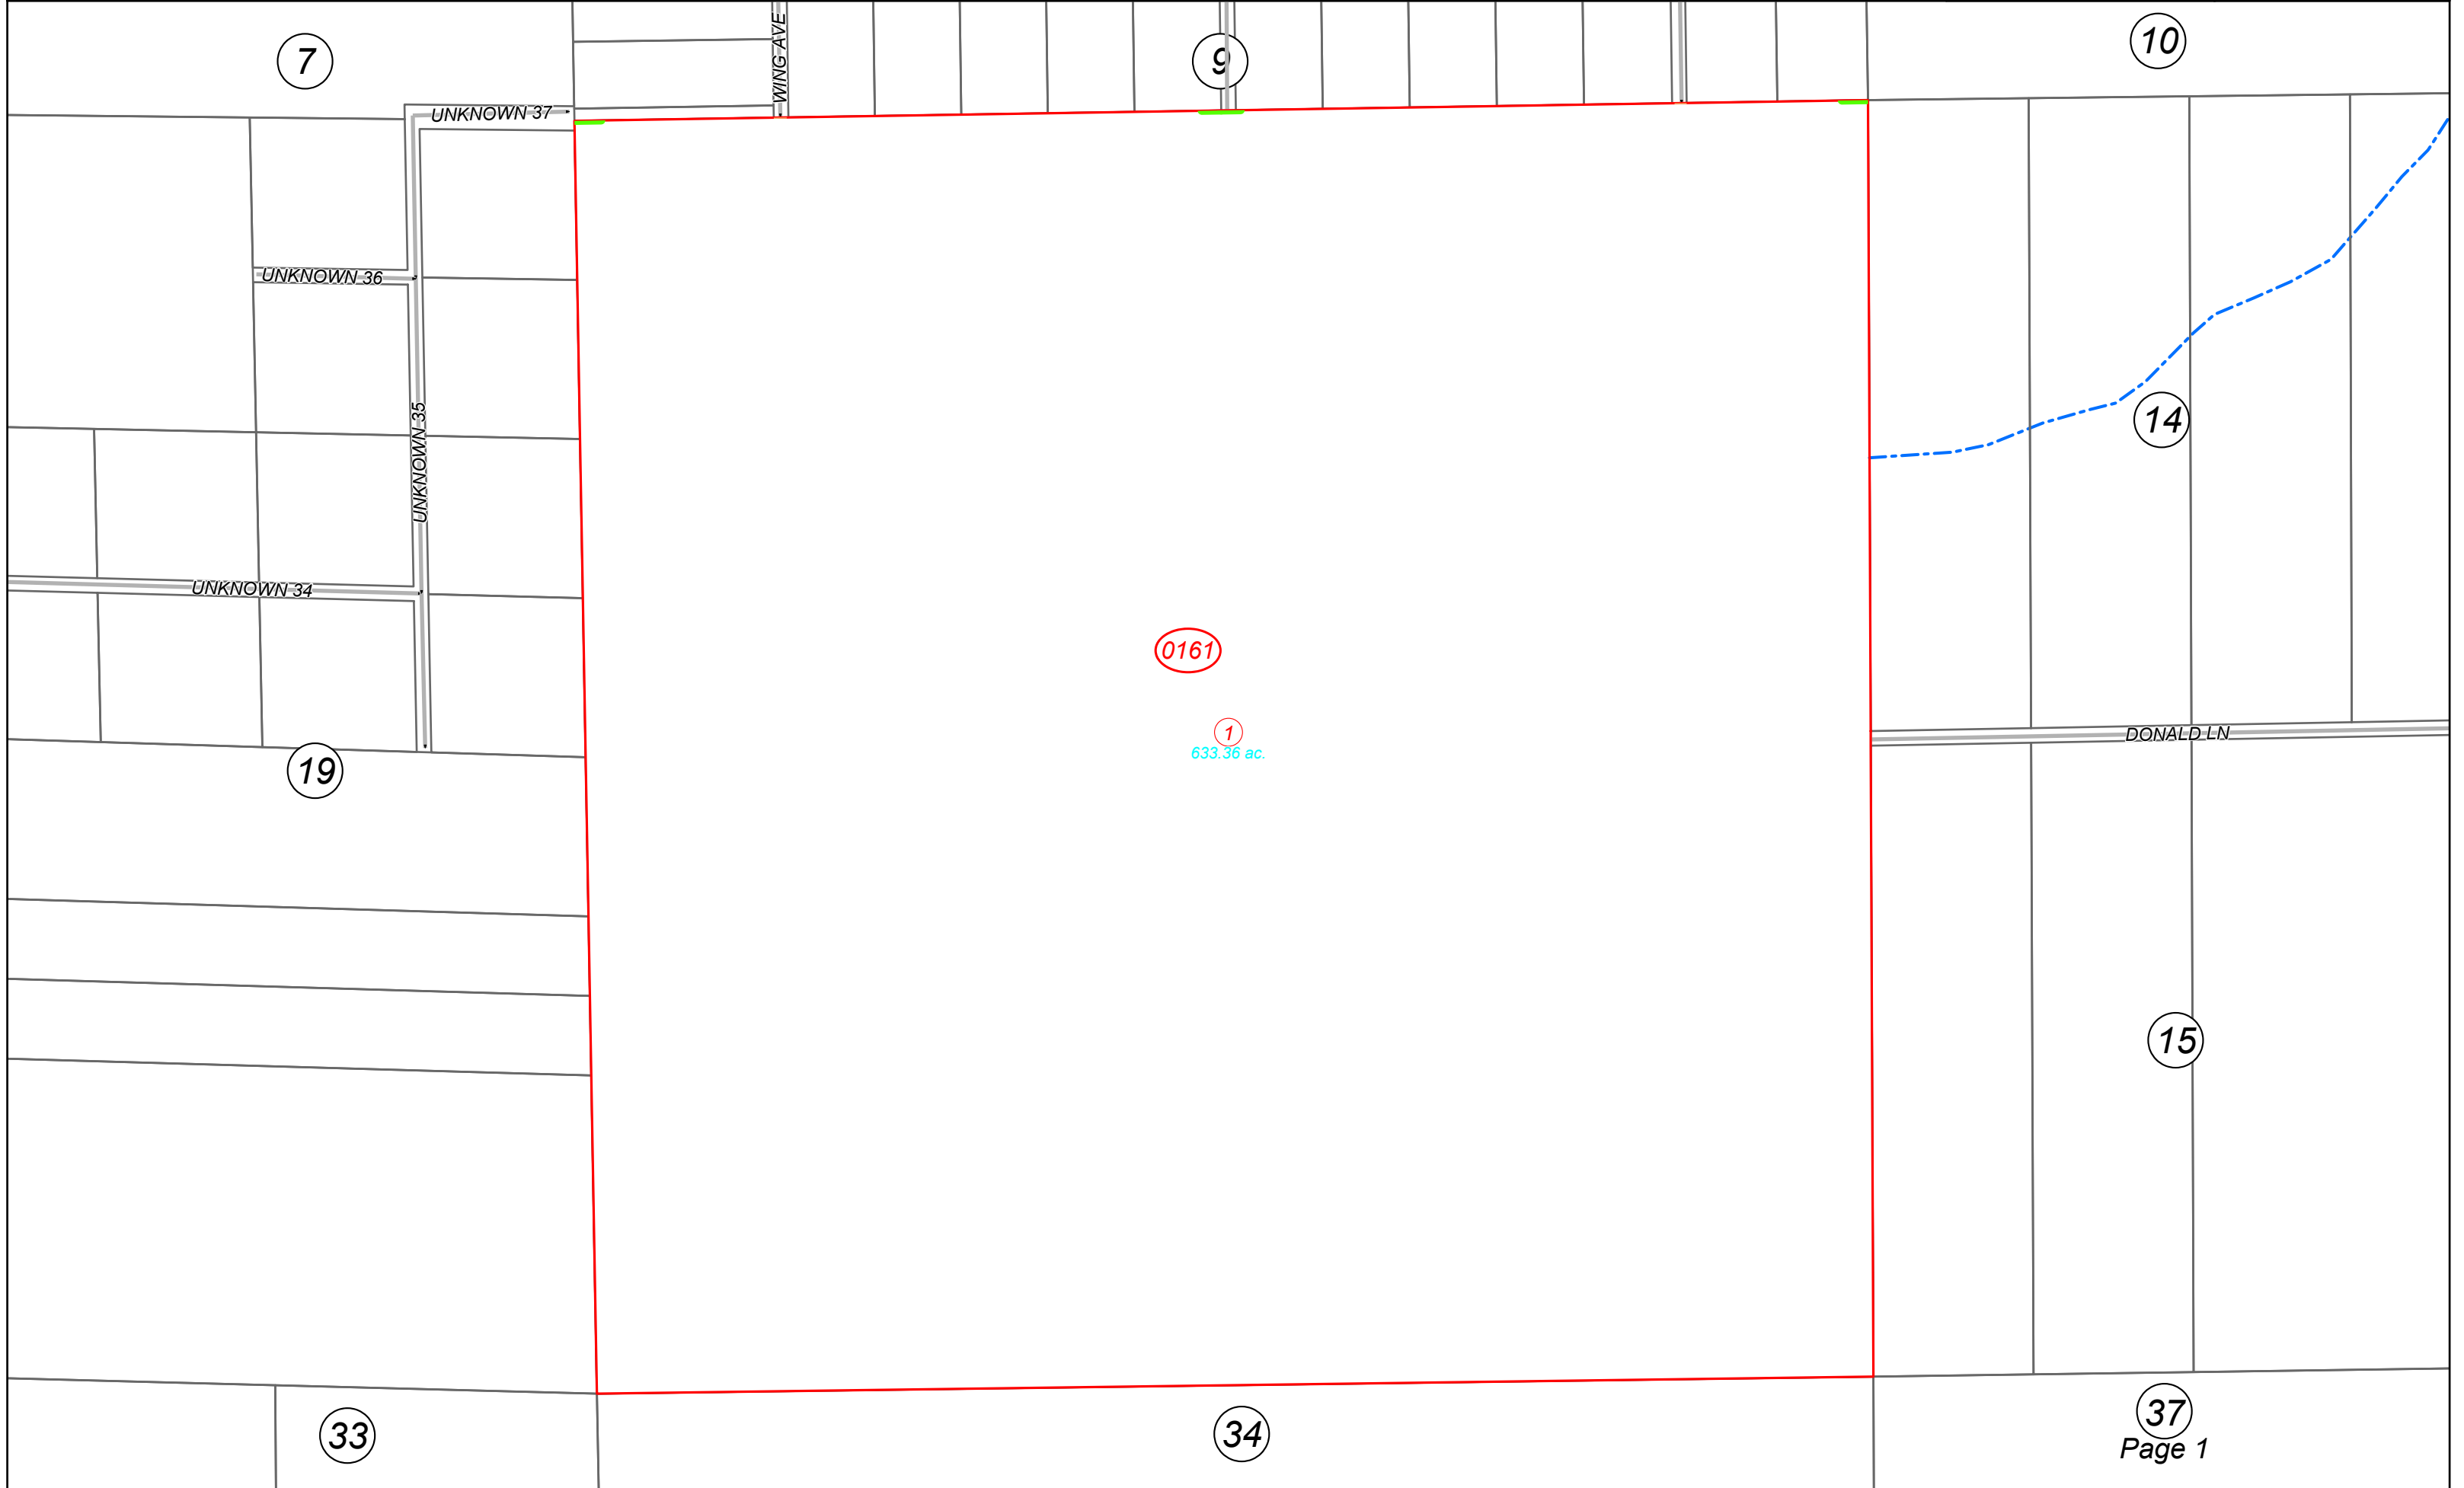 7
WING AVE
9
10
UNKNOWN 37
UNKNOWN 36
UNKNOWN 35
14
UNKNOWN 34
0161
1
633.36 ac.
DONALD LN
19
15
33
34
37
Page 1